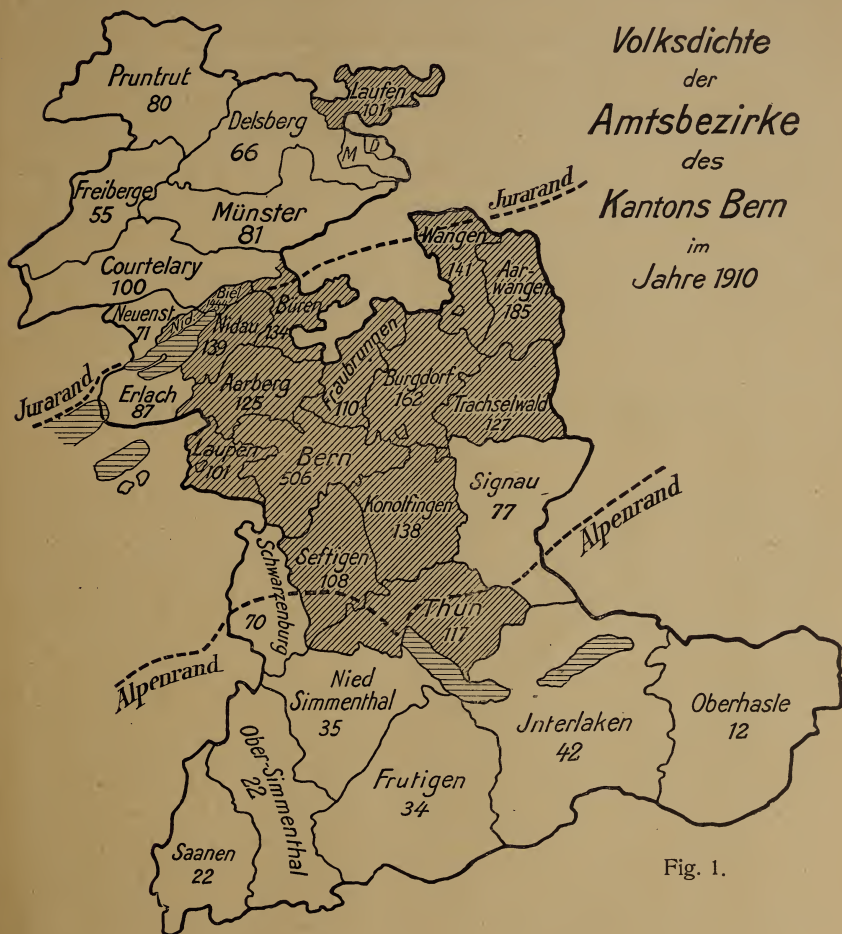 Volksdichte
der
Amtsbezirke
des
Kantons Bern
im
Jahre 1910
Pruntrut
80
Laufen
101
Delsberg
66
M
D
Freiberge
55
Münster
81
Jurarand
Courtelary
100
Wangen
141
Aar-
wangen
185
Biel
Büren
134
Neuenst
71
Nid.
Nidau
139
Fraubrunnen
110
Burgdorf
162
Jurarand
Erlach
87
Aarberg
125
Trachselwald
127
Laupen
101
Bern
506
Signau
77
Konolfingen
138
Alpenrand
Seftigen
108
Schwarzenburg
70
Thun
117
Alpenrand
Nied
Simmenthal
35
Jnterlaken
42
Oberhasle
12
Ober-Simmenthal
22
Frutigen
34
Saanen
22
Fig. 1.